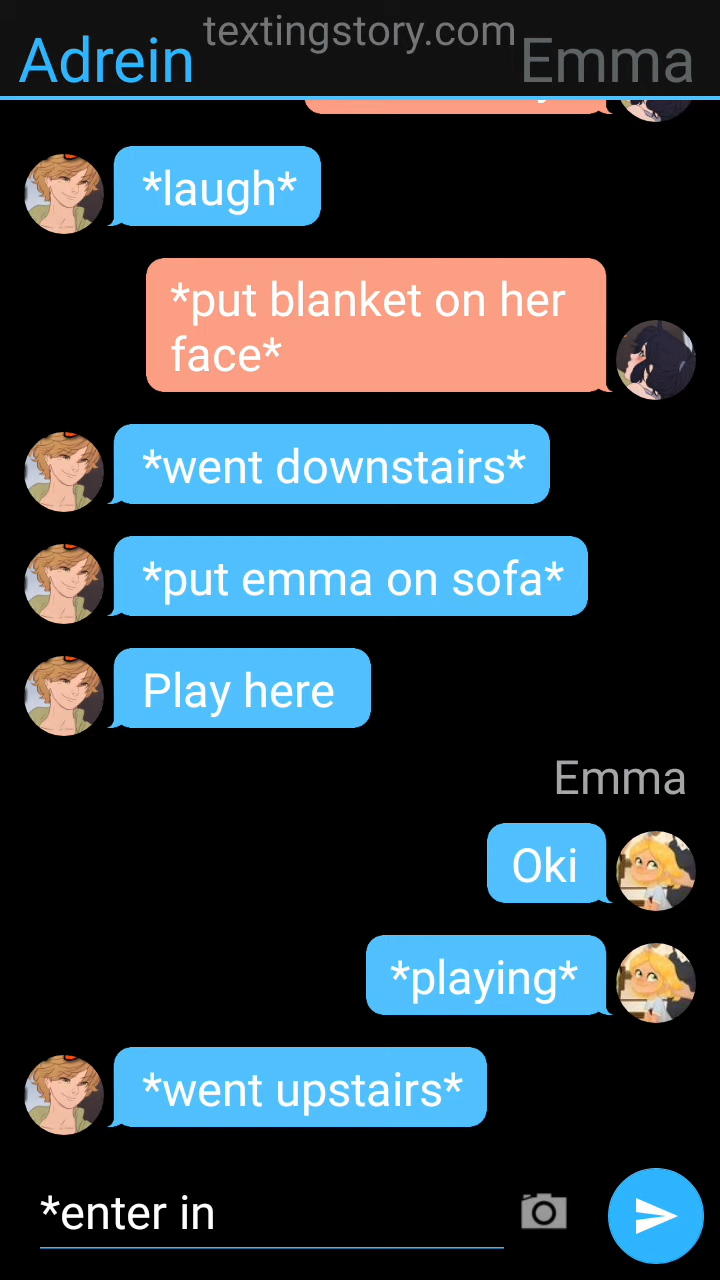 textingstory.com
Adrein
Emma
*laugh*
*put blanket on her
face*
*went downstairs*
*put emma on sofa*
Play here
Emma
Oki
*playing*
*went upstairs*
*enter in